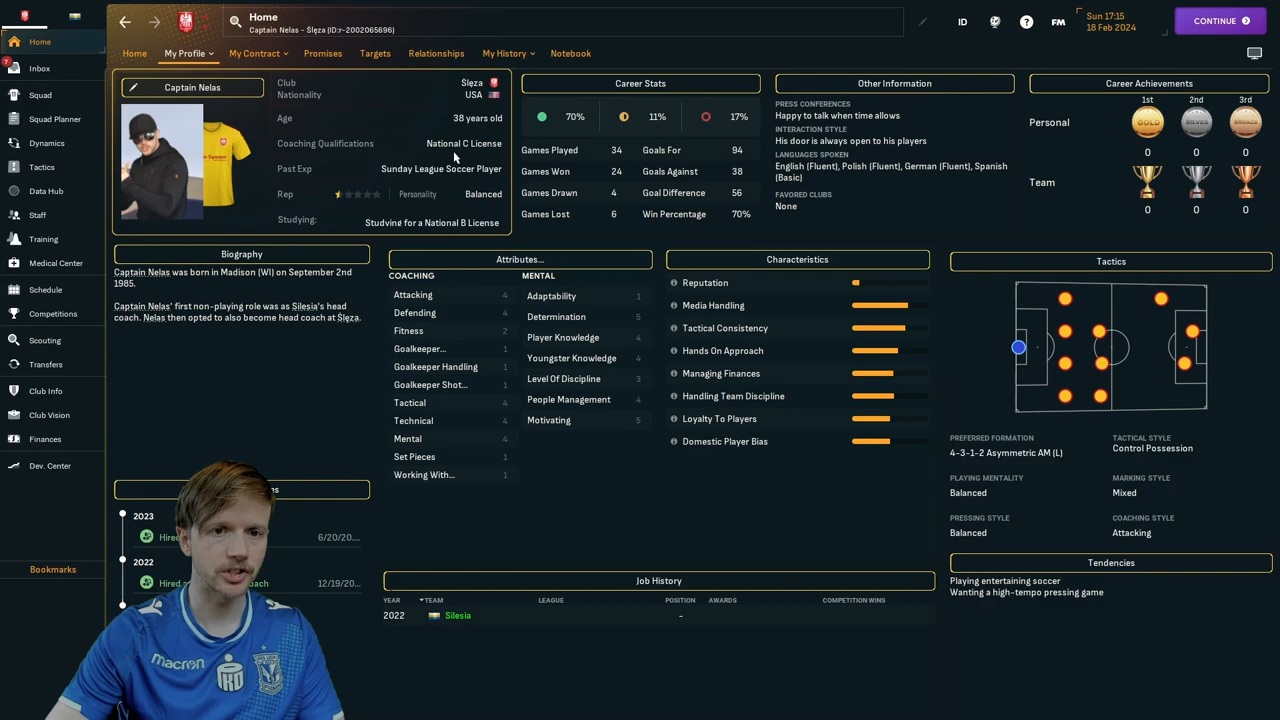 Home
Captain Nelas - Ślęza (ID:r-2002065696)
ID
?
FM
Sun 17:15
18 Feb 2024
CONTINUE
Home
7
Inbox
Squad
Squad Planner
Dynamics
Tactics
Data Hub
Staff
Training
Medical Center
Schedule
Competitions
Scouting
Transfers
Club Info
Club Vision
Finances
Dev. Center
Bookmarks
Home
My Profile
My Contract
Promises
Targets
Relationships
My History
Notebook
Captain Nelas
Club Ślęza
Nationality USA
Age 38 years old
Coaching Qualifications National C License
Past Exp Sunday League Soccer Player
Rep Personality Balanced
Studying: Studying for a National B License
Career Stats
70% 11% 17%
Games Played 34 Goals For 94
Games Won 24 Goals Against 38
Games Drawn 4 Goal Difference 56
Games Lost 6 Win Percentage 70%
Other Information
PRESS CONFERENCES
Happy to talk when time allows
INTERACTION STYLE
His door is always open to his players
LANGUAGES SPOKEN
English (Fluent), Polish (Fluent), German (Fluent), Spanish
(Basic)
FAVORED CLUBS
None
Career Achievements
1st 2nd 3rd
Personal GOLD SILVER BRONZE
0 0 0
Team
0 0 0
Biography
Captain Nelas was born in Madison (WI) on September 2nd
1985.
Captain Nelas' first non-playing role was as Silesia's head
coach. Nelas then opted to also become head coach at Ślęza.
2023
Hired 6/20/20...
2022
Hired coach 12/19/20...
Attributes...
COACHING
Attacking 4
Defending 4
Fitness 2
Goalkeeper... 1
Goalkeeper Handling 1
Goalkeeper Shot... 1
Tactical 4
Technical 4
Mental 4
Set Pieces 1
Working With... 1
MENTAL
Adaptability 1
Determination 5
Player Knowledge 4
Youngster Knowledge 4
Level Of Discipline 3
People Management 4
Motivating 5
Characteristics
Reputation
Media Handling
Tactical Consistency
Hands On Approach
Managing Finances
Handling Team Discipline
Loyalty To Players
Domestic Player Bias
Tactics
PREFERRED FORMATION
4-3-1-2 Asymmetric AM (L)
TACTICAL STYLE
Control Possession
PLAYING MENTALITY
Balanced
MARKING STYLE
Mixed
PRESSING STYLE
Balanced
COACHING STYLE
Attacking
Tendencies
Playing entertaining soccer
Wanting a high-tempo pressing game
Job History
YEAR TEAM LEAGUE POSITION AWARDS COMPETITION WINS
2022 Silesia -
macron